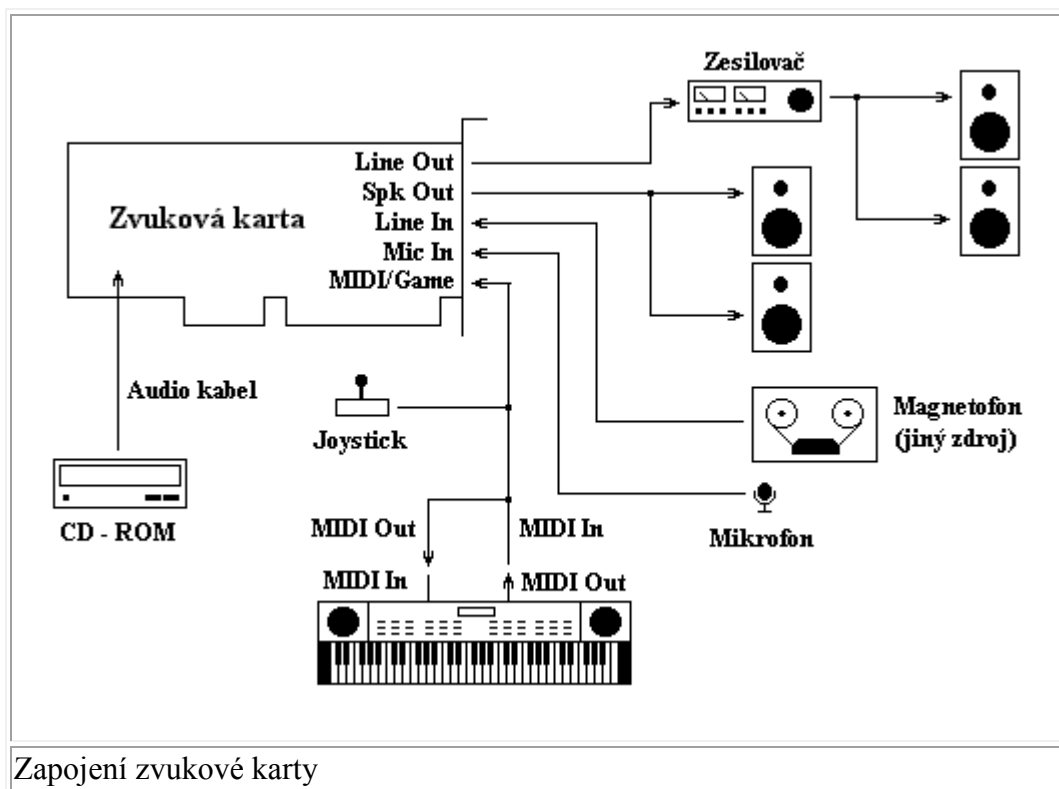 Zesilovač
Line Out
Spk Out
Zvuková karta
Line In
Mic In
MIDI/Game
Audio kabel
Joystick
Magnetofon
(jiný zdroj)
CD - ROM
MIDI Out
MIDI In
Mikrofon
MIDI In
MIDI Out
Zapojení zvukové karty